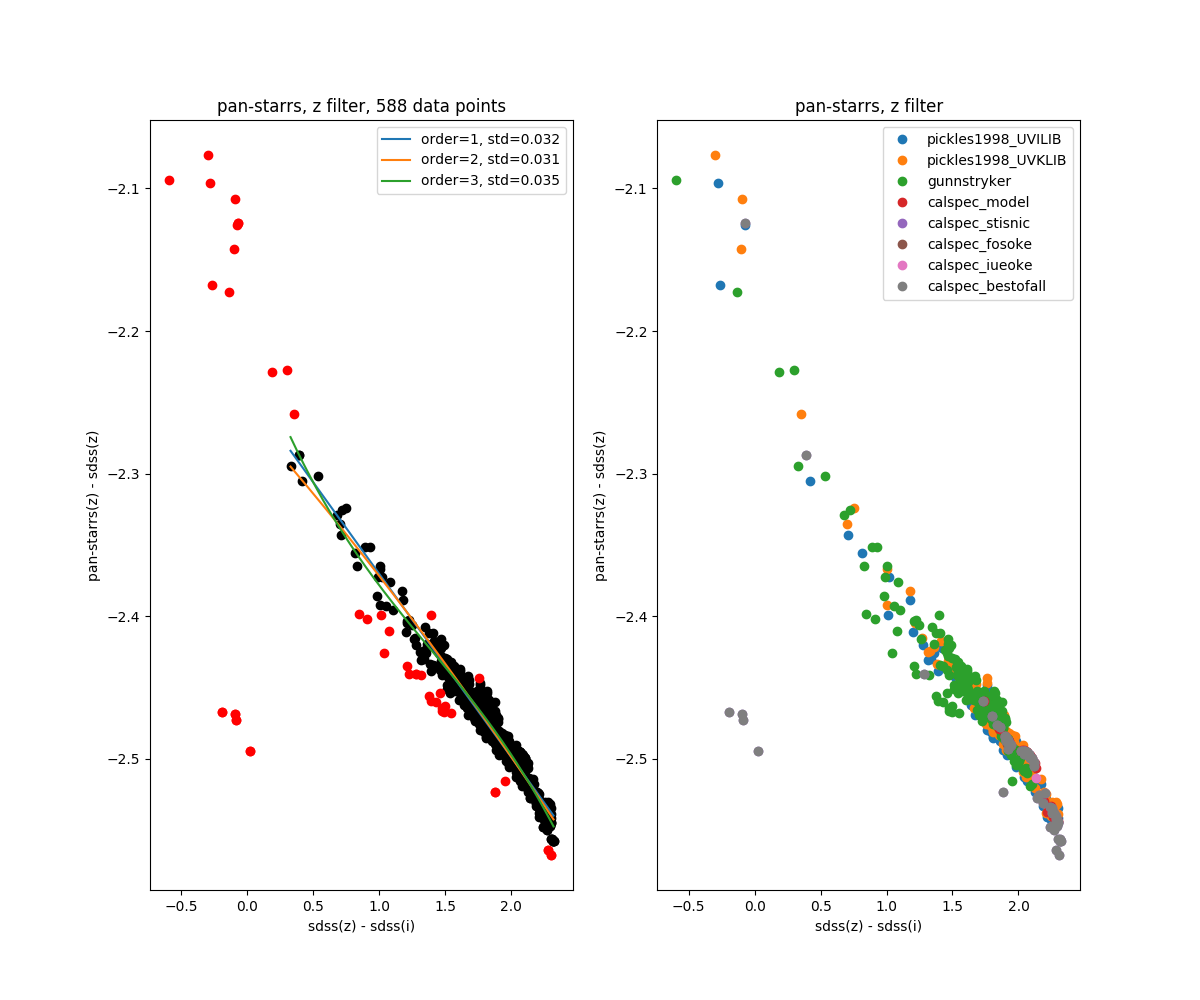 pan-starrs, z filter, 588 data points
order=1, std=0.032
order=2, std=0.031
order=3, std=0.035
−2.1
−2.2
−2.3
−2.4
−2.5
pan-starrs(z) - sdss(z)
−0.5 0.0 0.5 1.0 1.5 2.0
sdss(z) - sdss(i)
pan-starrs, z filter
pickles1998_UVILIB
pickles1998_UVKLIB
gunnstryker
calspec_model
calspec_stisnic
calspec_fosoke
calspec_iueoke
calspec_bestofall
−2.1
−2.2
−2.3
−2.4
−2.5
pan-starrs(z) - sdss(z)
−0.5 0.0 0.5 1.0 1.5 2.0
sdss(z) - sdss(i)